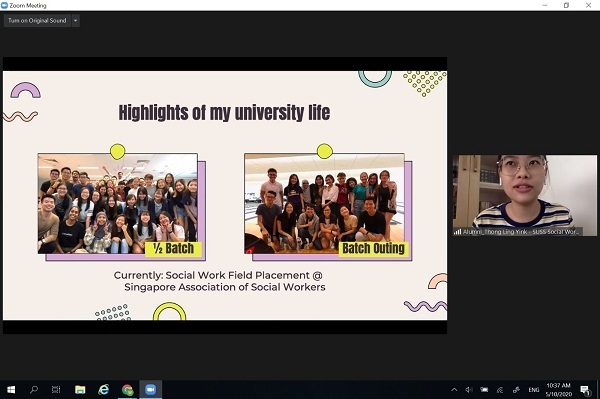 Zoom Meeting
Turn on Original Sound
Highlights of my university life
½ Batch
Batch Outing
Currently: Social Work Field Placement @
Singapore Association of Social Workers
Alumni_Thong Ling Yink - SUSS Social Wor...
ENG
10:37 AM
5/10/2020